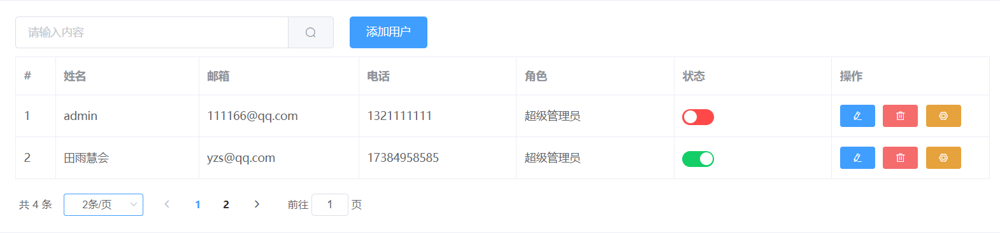 请输入内容 添加用户
# 姓名 邮箱 电话 角色 状态 操作
1 admin 111166@qq.com 1321111111 超级管理员
2 田雨慧会 yzs@qq.com 17384958585 超级管理员
共 4 条 2条/页 1 2 前往 1 页